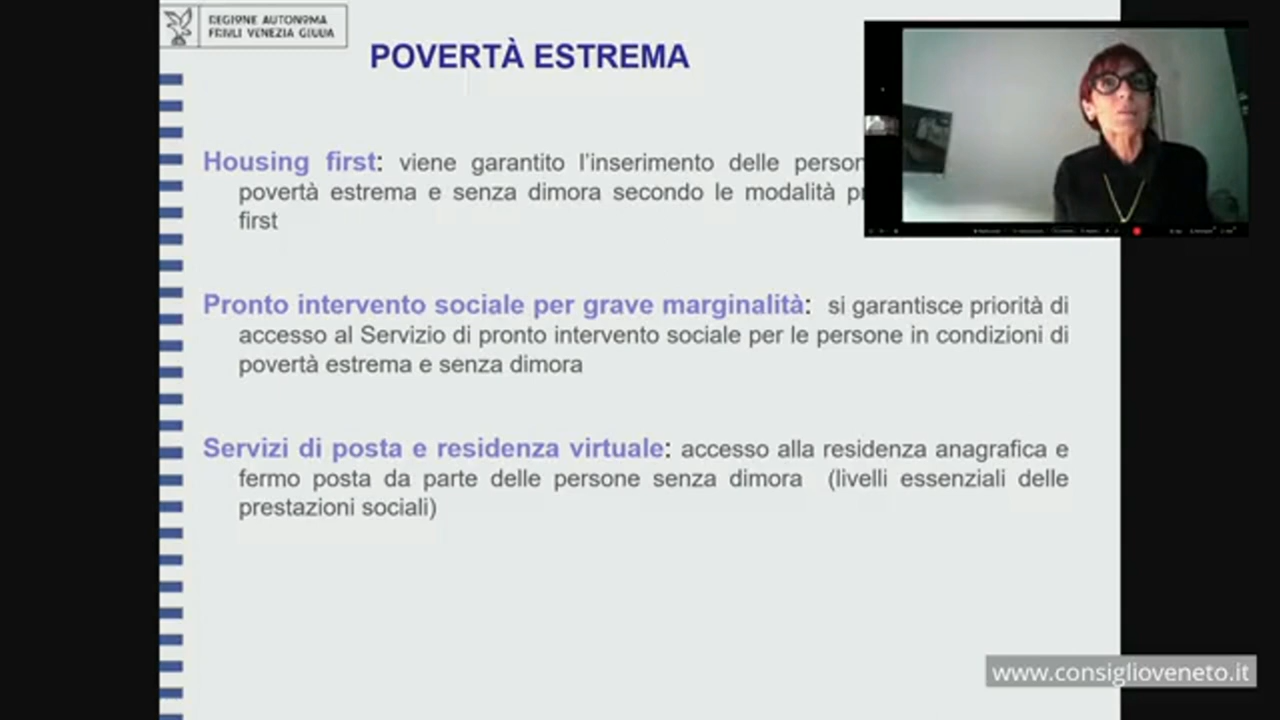 REGIONE AUTONOMA
FRIULI VENEZIA GIULIA
POVERTÀ ESTREMA
Housing first: viene garantito l'inserimento delle
povertà estrema e senza dimora secondo le modalità
first
Pronto intervento sociale per grave marginalità: si garantisce priorità di
accesso al Servizio di pronto intervento sociale per le persone in condizioni di
povertà estrema e senza dimora
Servizi di posta e residenza virtuale: accesso alla residenza anagrafica e
fermo posta da parte delle persone senza dimora (livelli essenziali delle
prestazioni sociali)
www.consiglioveneto.it